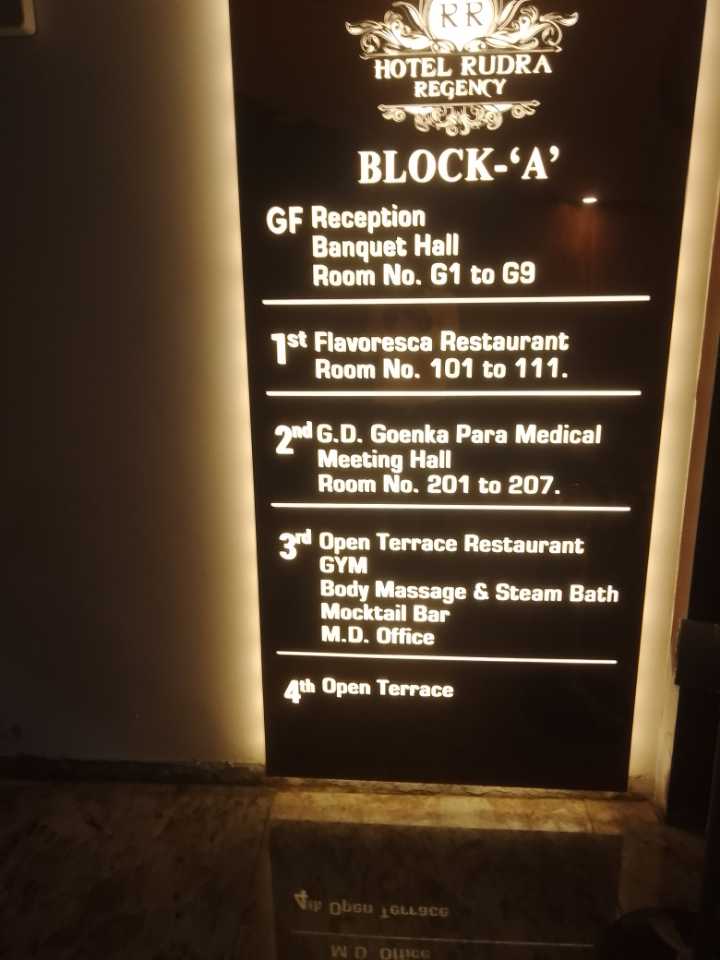 RR
HOTEL RUDRA
REGENCY
BLOCK-‘A’
GF Reception
Banquet Hall
Room No. G1 to G9
1st Flavoresca Restaurant
Room No. 101 to 111.
2nd G.D. Goenka Para Medical
Meeting Hall
Room No. 201 to 207.
3rd Open Terrace Restaurant
GYM
Body Massage & Steam Bath
Mocktail Bar
M.D. Office
4th Open Terrace